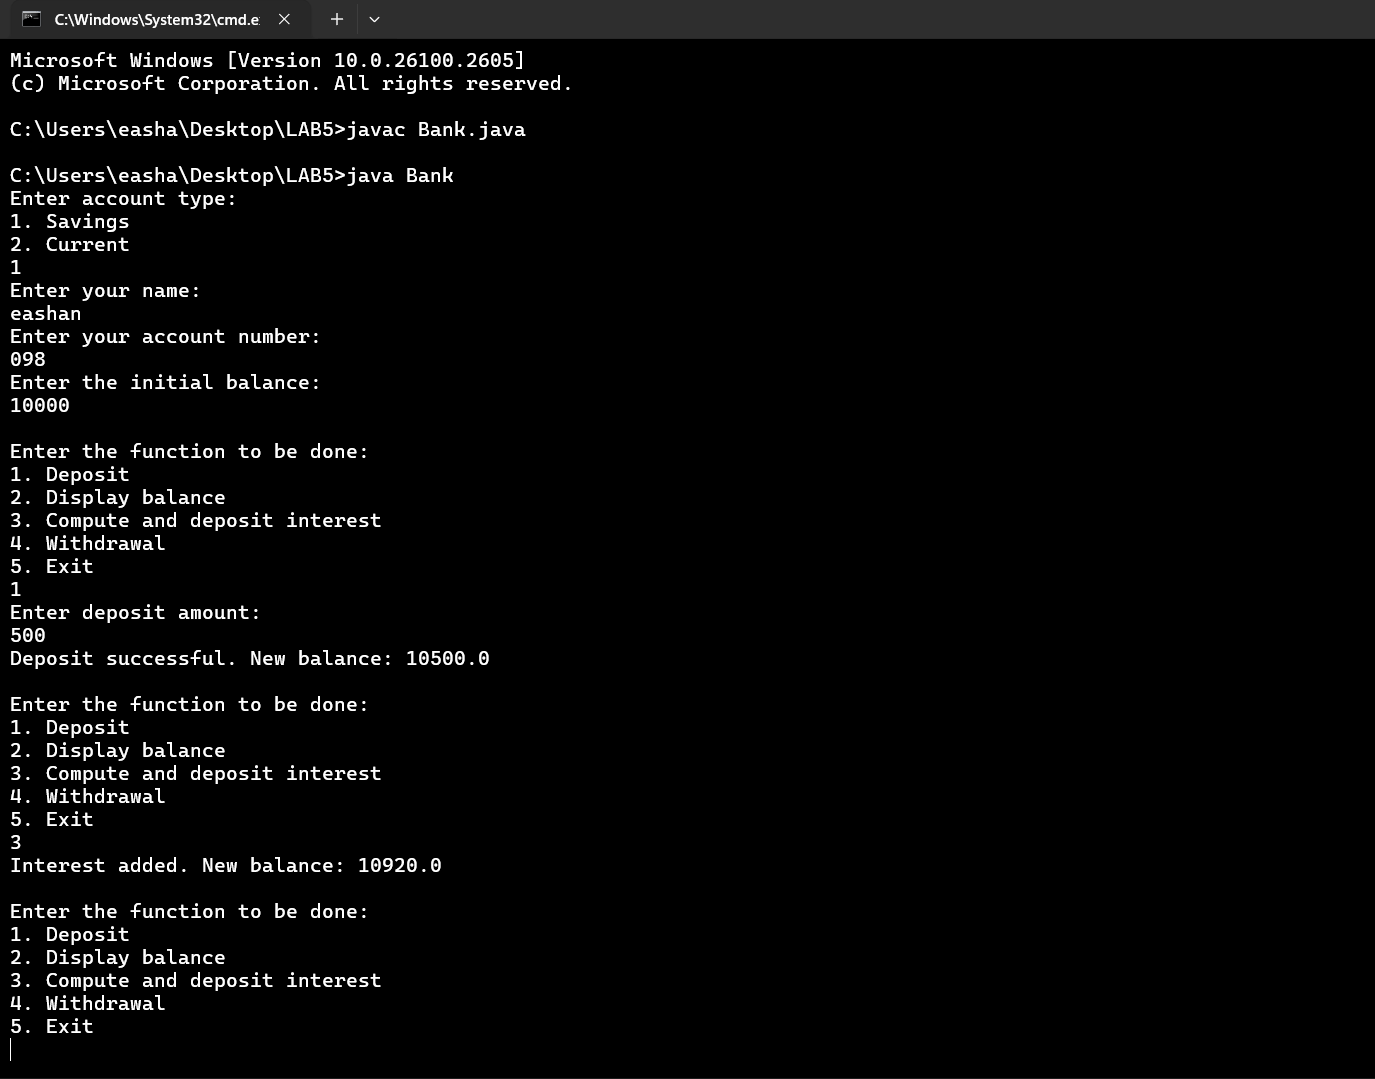 C:\Windows\System32\cmd.e
Microsoft Windows [Version 10.0.26100.2605]
(c) Microsoft Corporation. All rights reserved.
C:\Users\easha\Desktop\LAB5>javac Bank.java
C:\Users\easha\Desktop\LAB5>java Bank
Enter account type:
1. Savings
2. Current
1
Enter your name:
eashan
Enter your account number:
098
Enter the initial balance:
10000
Enter the function to be done:
1. Deposit
2. Display balance
3. Compute and deposit interest
4. Withdrawal
5. Exit
1
Enter deposit amount:
500
Deposit successful. New balance: 10500.0
Enter the function to be done:
1. Deposit
2. Display balance
3. Compute and deposit interest
4. Withdrawal
5. Exit
3
Interest added. New balance: 10920.0
Enter the function to be done:
1. Deposit
2. Display balance
3. Compute and deposit interest
4. Withdrawal
5. Exit